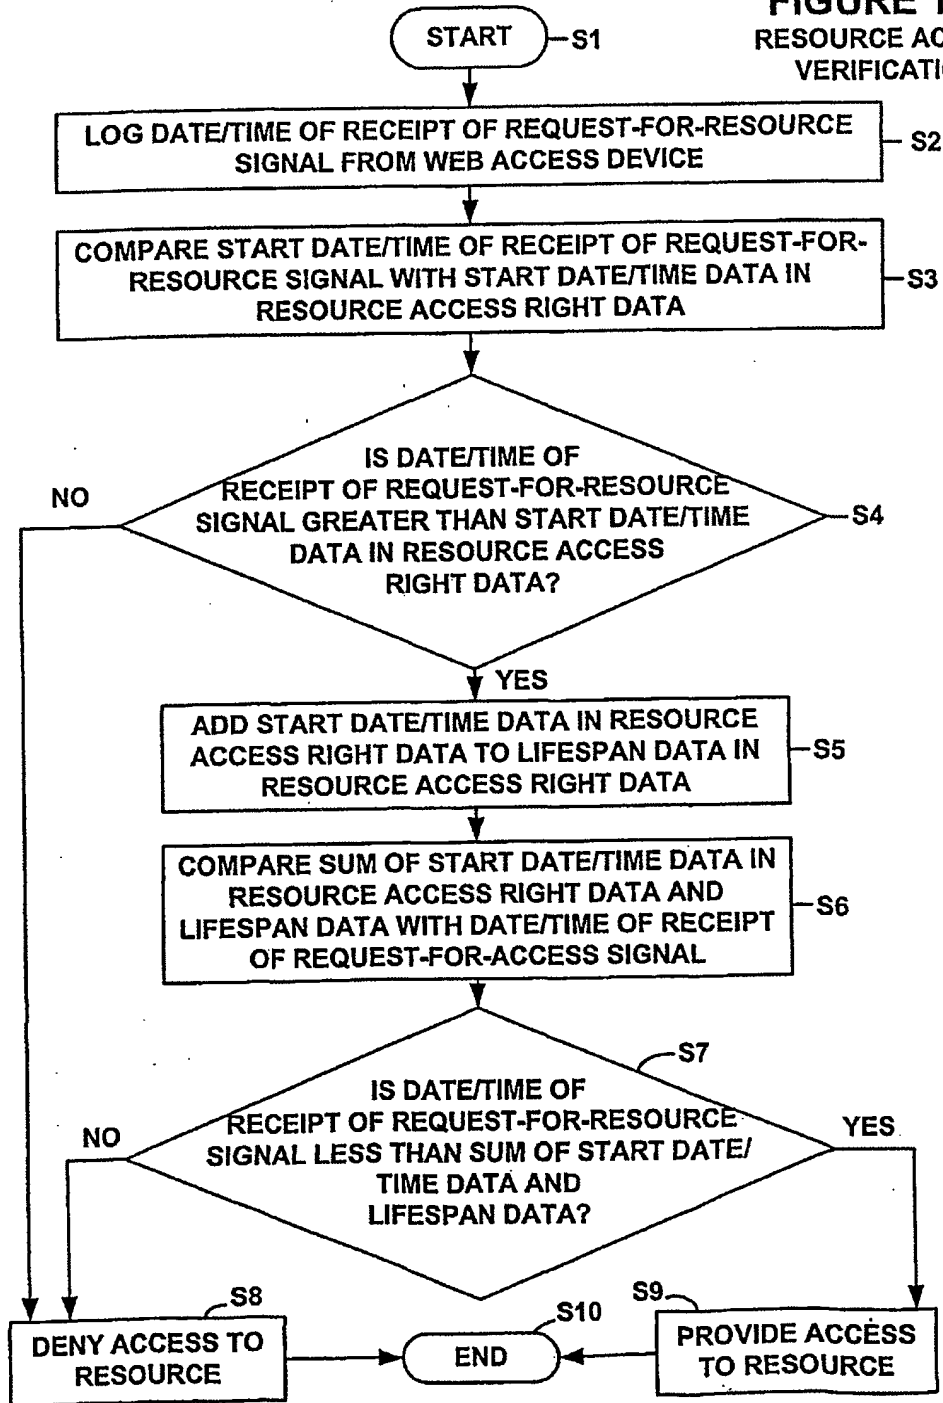 FIGURE 1
RESOURCE AC
VERIFICATI
START
S1
LOG DATE/TIME OF RECEIPT OF REQUEST-FOR-RESOURCE
SIGNAL FROM WEB ACCESS DEVICE
S2
COMPARE START DATE/TIME OF RECEIPT OF REQUEST-FOR-
RESOURCE SIGNAL WITH START DATE/TIME DATA IN
RESOURCE ACCESS RIGHT DATA
S3
IS DATE/TIME OF
RECEIPT OF REQUEST-FOR-RESOURCE
SIGNAL GREATER THAN START DATE/TIME
DATA IN RESOURCE ACCESS
RIGHT DATA?
NO
S4
YES
ADD START DATE/TIME DATA IN RESOURCE
ACCESS RIGHT DATA TO LIFESPAN DATA IN
RESOURCE ACCESS RIGHT DATA
S5
COMPARE SUM OF START DATE/TIME DATA IN
RESOURCE ACCESS RIGHT DATA AND
LIFESPAN DATA WITH DATE/TIME OF RECEIPT
OF REQUEST-FOR-ACCESS SIGNAL
S6
S7
IS DATE/TIME OF
RECEIPT OF REQUEST-FOR-RESOURCE
SIGNAL LESS THAN SUM OF START DATE/
TIME DATA AND
LIFESPAN DATA?
NO
YES
S8
DENY ACCESS TO
RESOURCE
S10
END
S9
PROVIDE ACCESS
TO RESOURCE